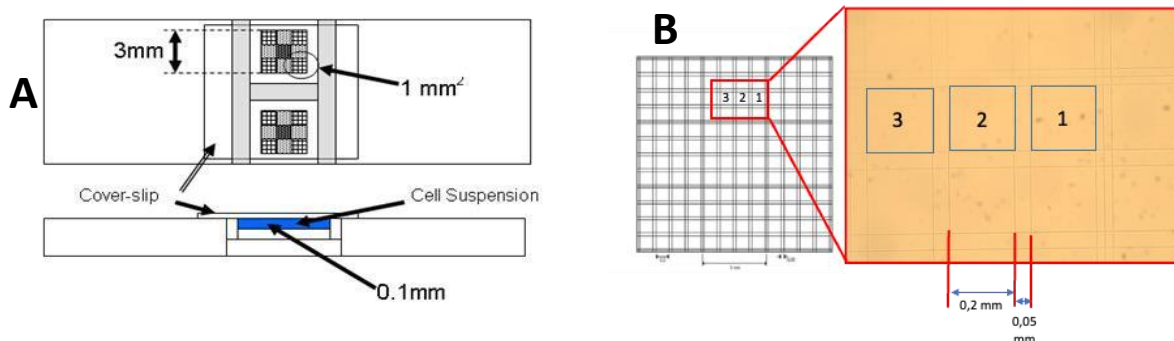 A
3mm
1 mm²
Cover-slip
Cell Suspension
0.1mm
B
3 2 1
3 2 1
0,2 mm
0,05
mm